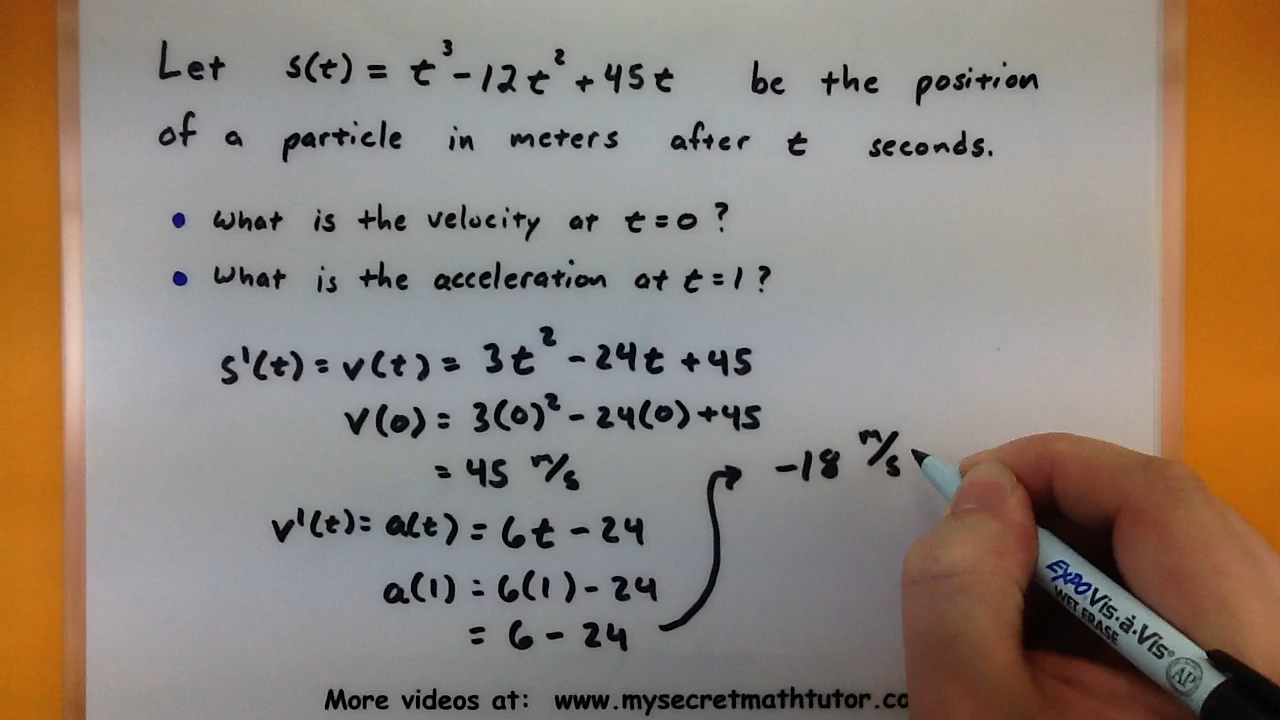 Let s(t) = t³ - 12t² + 45t be the position
of a particle in meters after t seconds.
• What is the velocity at t = 0 ?
• What is the acceleration at t = 1 ?
s'(t) = v(t) = 3t² - 24t + 45
v(0) = 3(0)² - 24(0) + 45
= 45 m/s
-18 m/s
v'(t) = a(t) = 6t - 24
a(1) = 6(1) - 24
= 6 - 24
More videos at: www.mysecretmathtutor.co
EXPO Vis-à-Vis®
WET ERASE
AP